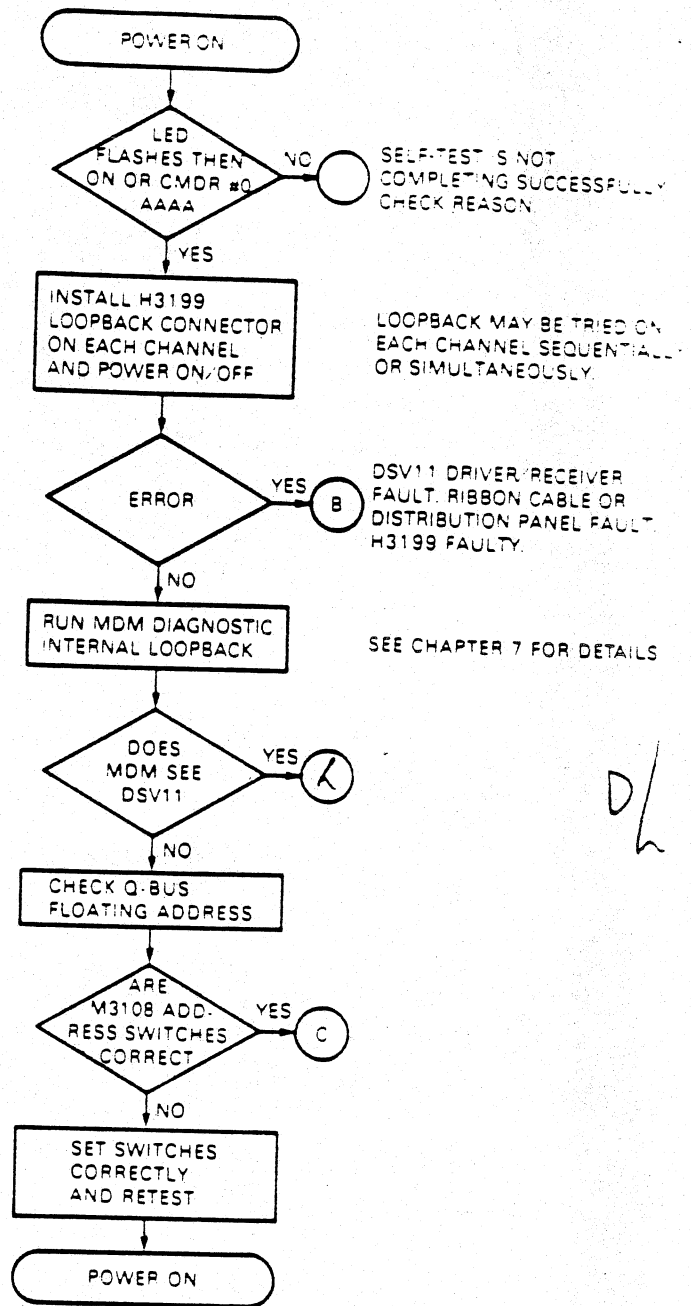 POWER ON
LED
FLASHES THEN
ON OR CMDR #0
AAAA
NO
SELF-TEST IS NOT
COMPLETING SUCCESSFULLY
CHECK REASON.
YES
INSTALL H3199
LOOPBACK CONNECTOR
ON EACH CHANNEL
AND POWER ON/OFF
LOOPBACK MAY BE TRIED ON
EACH CHANNEL SEQUENTIALLY
OR SIMULTANEOUSLY.
ERROR
YES
B
DSV11 DRIVER/RECEIVER
FAULT. RIBBON CABLE OR
DISTRIBUTION PANEL FAULT.
H3199 FAULTY.
NO
RUN MDM DIAGNOSTIC
INTERNAL LOOPBACK
SEE CHAPTER 7 FOR DETAILS
DOES
MDM SEE
DSV11
YES
NO
CHECK Q-BUS
FLOATING ADDRESS
ARE
M3108 ADD-
RESS SWITCHES
CORRECT
YES
C
NO
SET SWITCHES
CORRECTLY
AND RETEST
POWER ON